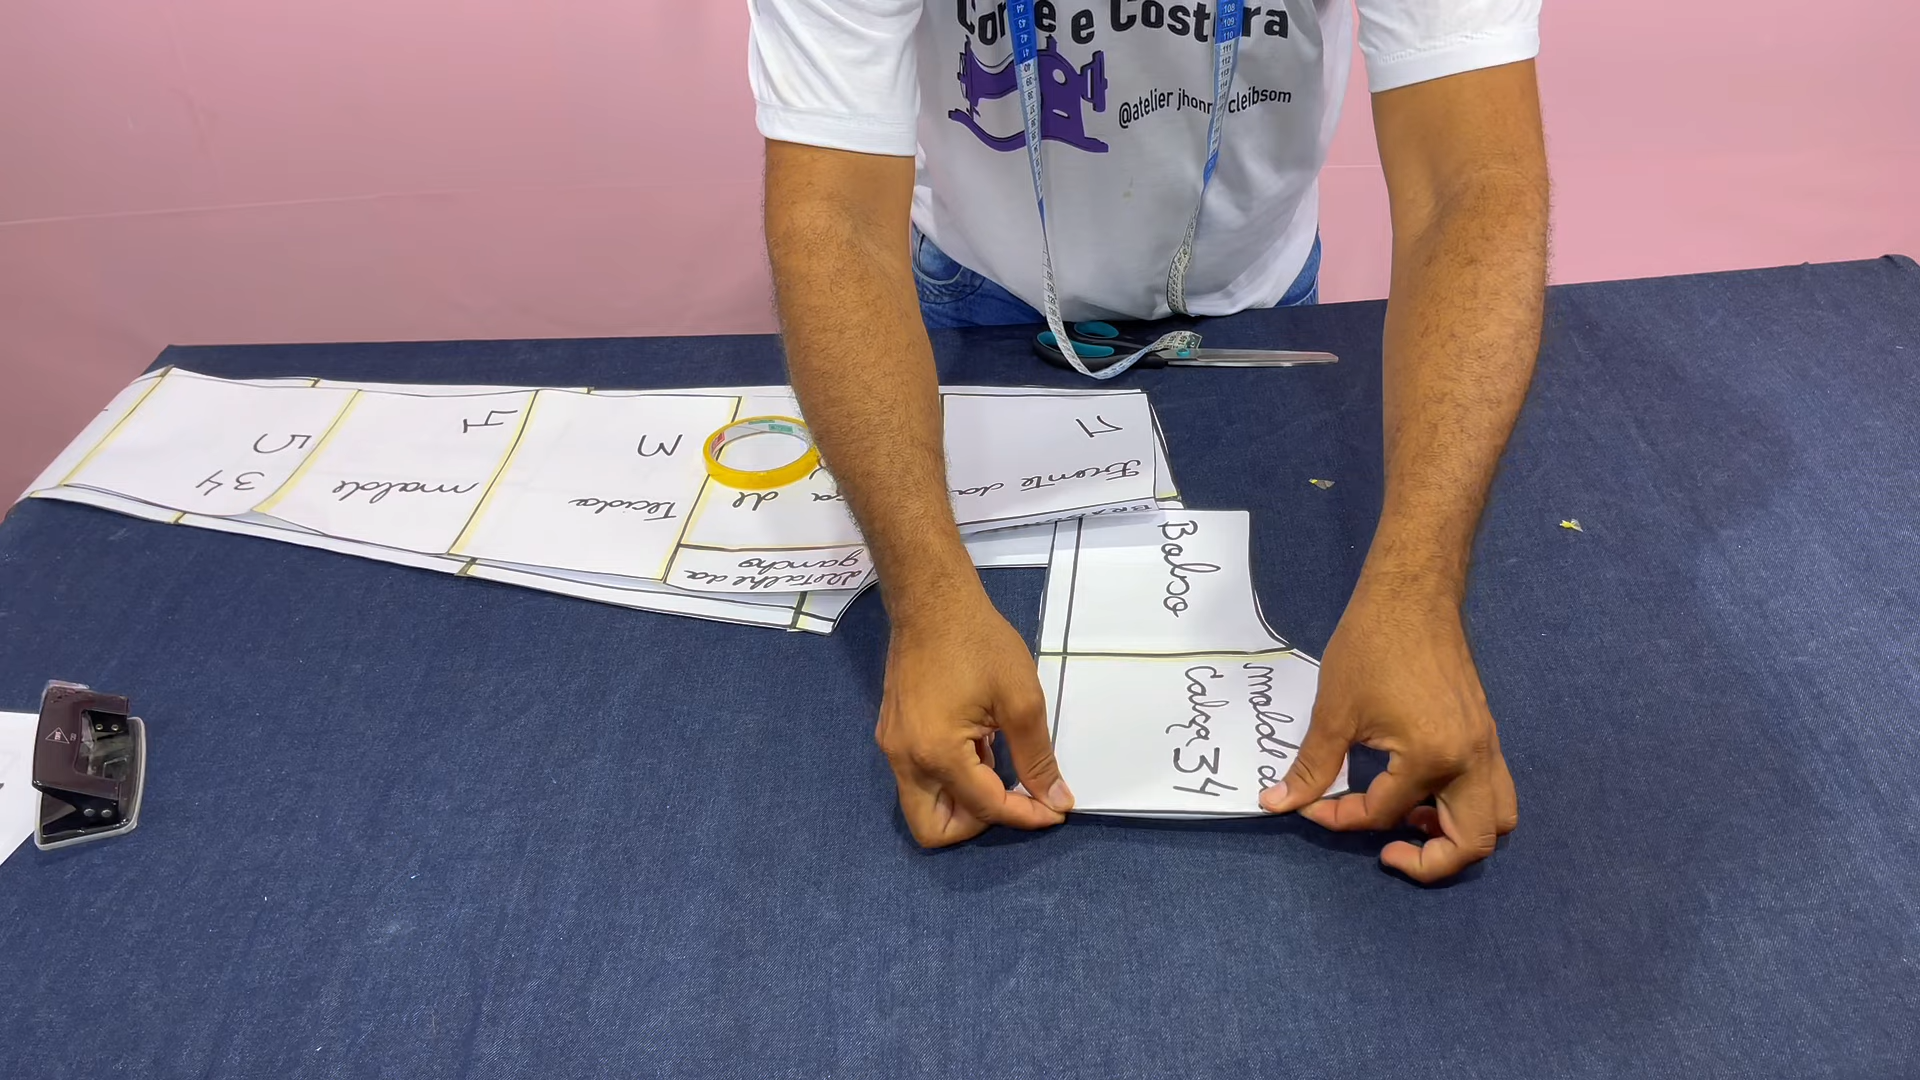 Corte e Costura
@atelier jhonn cleibsom
1
Frente da
de
3
Tecido
4
molde
5
34
detalhe da
gancho
Bolso
molde d
Calça 34